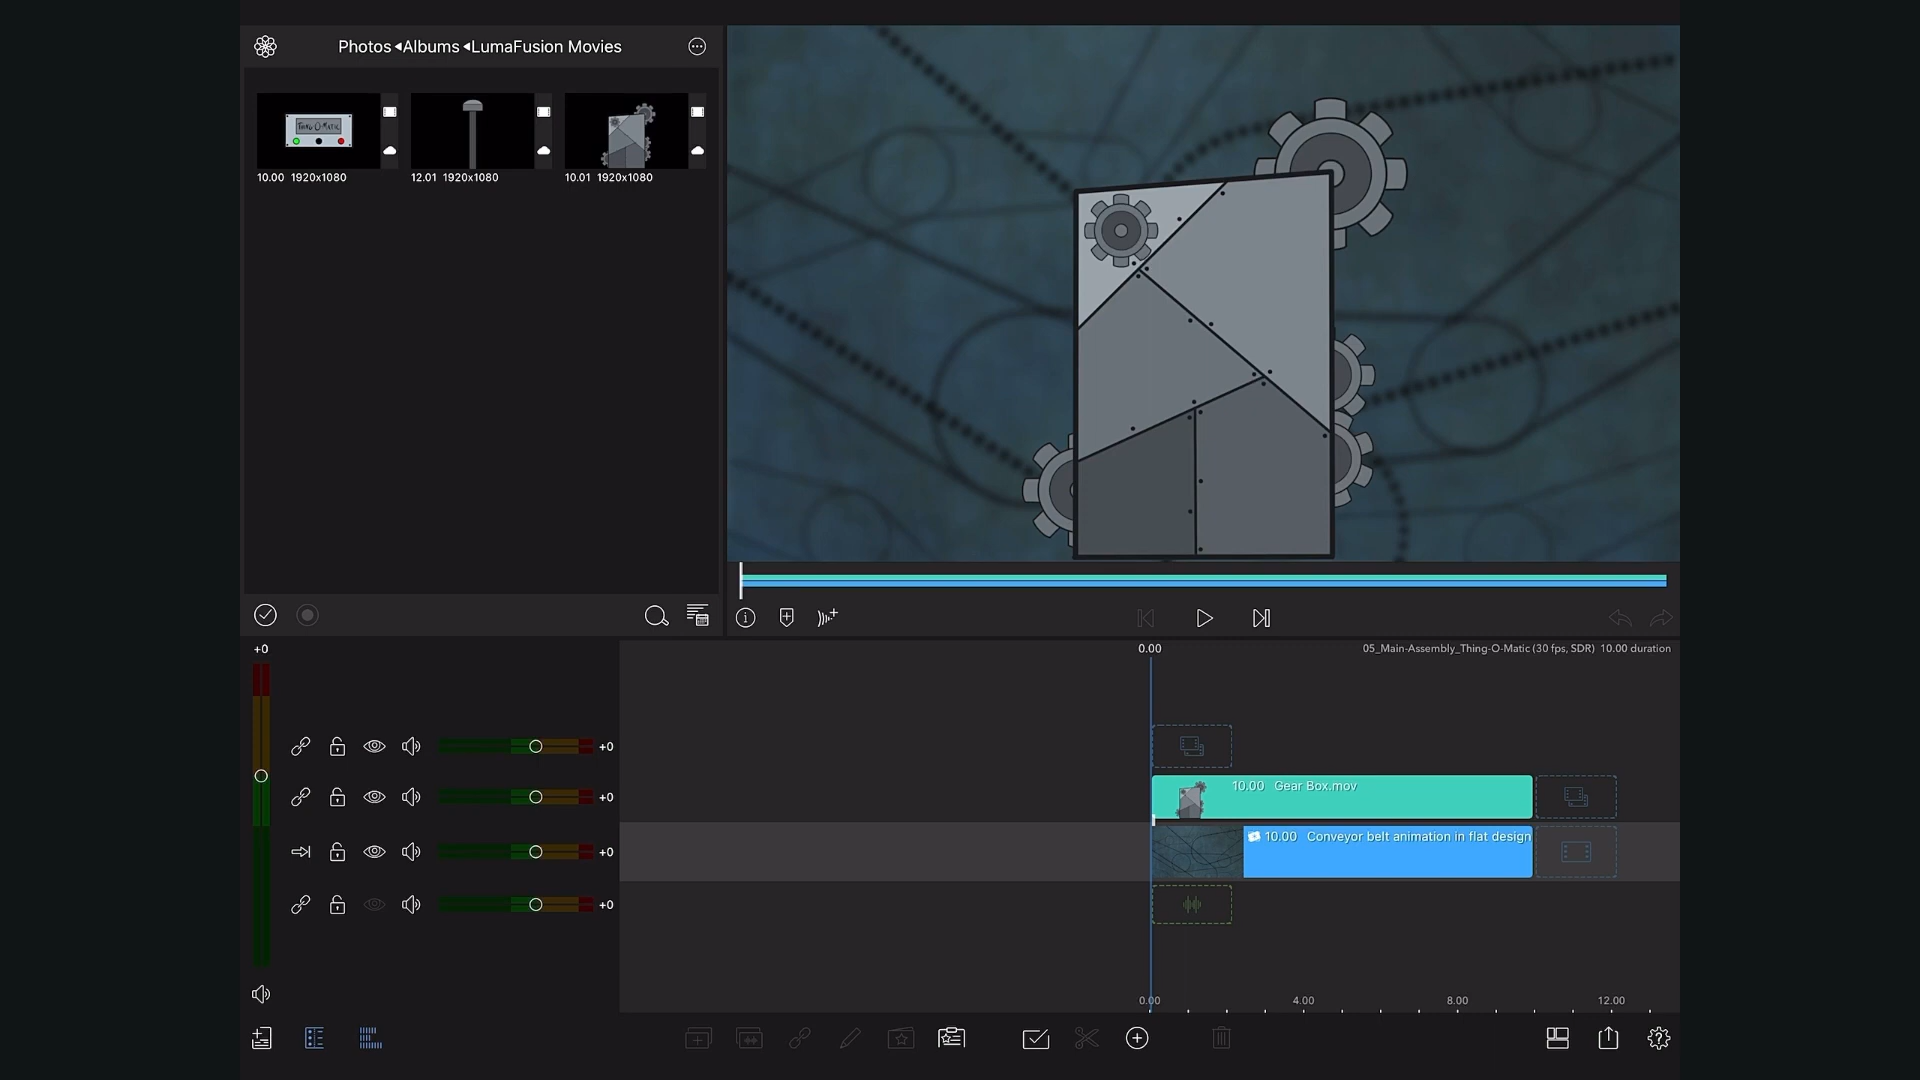 Photos ◂Albums ◂LumaFusion Movies
THING-O-MATIC
10.00 1920x1080
12.01 1920x1080
10.01 1920x1080
+0
0.00
05_Main-Assembly_Thing-O-Matic (30 fps, SDR) 10.00 duration
+0
+0
10.00 Gear Box.mov
+0
10.00 Conveyor belt animation in flat design
+0
0.00
4.00
8.00
12.00